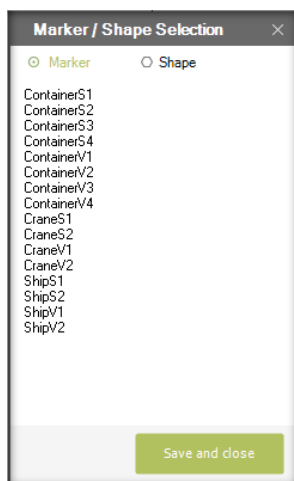 Marker / Shape Selection
Marker Shape
ContainerS1
ContainerS2
ContainerS3
ContainerS4
ContainerV1
ContainerV2
ContainerV3
ContainerV4
CraneS1
CraneS2
CraneV1
CraneV2
ShipS1
ShipS2
ShipV1
ShipV2
Save and close